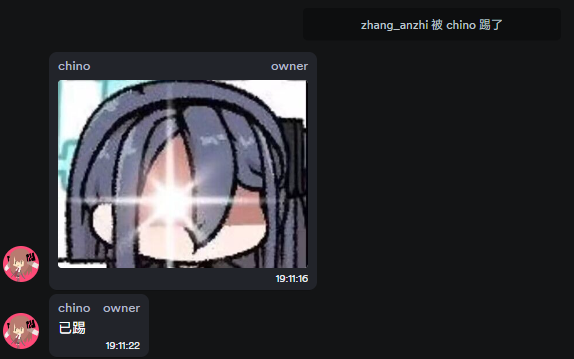 zhang_anzhi 被 chino 踢了
chino owner
19:11:16
chino owner
已踢
19:11:22